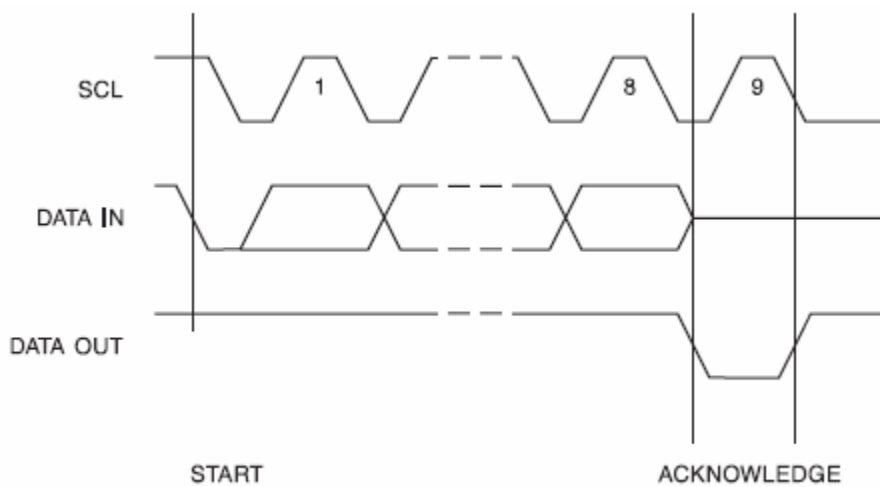 SCL
1
8
9
DATA IN
DATA OUT
START
ACKNOWLEDGE